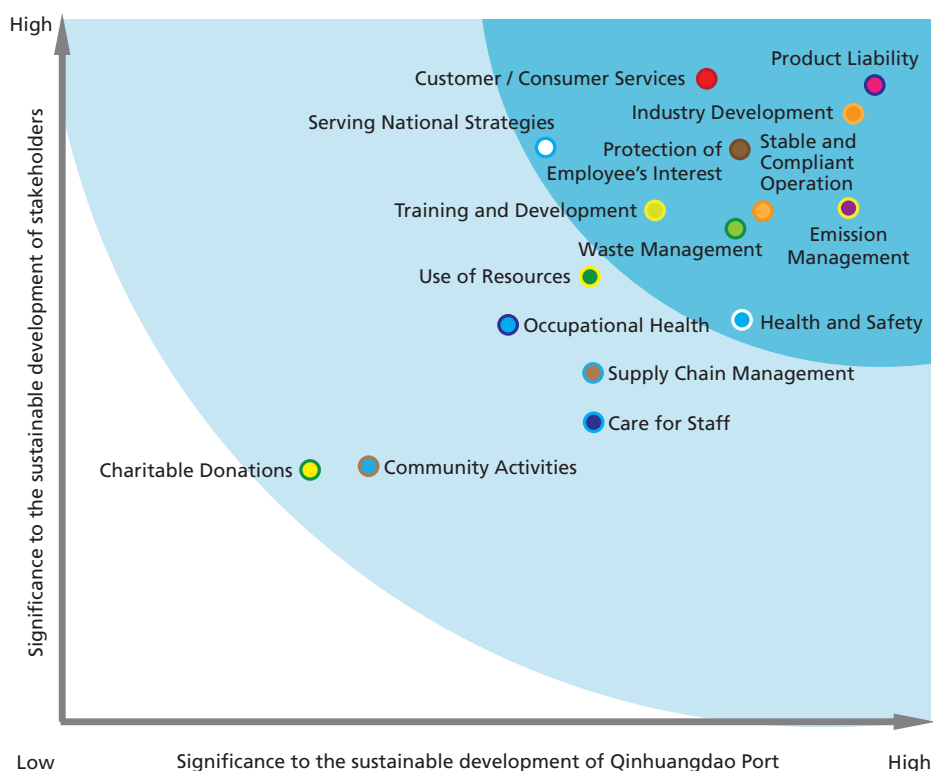 High
Product Liability
Customer / Consumer Services
Industry Development
Serving National Strategies
Protection of
Employee's Interest
Stable and
Compliant
Operation
Training and Development
Waste Management
Emission
Management
Use of Resources
Occupational Health
Health and Safety
Supply Chain Management
Care for Staff
Charitable Donations
Community Activities
Significance to the sustainable development of stakeholders
Low
Significance to the sustainable development of Qinhuangdao Port
High